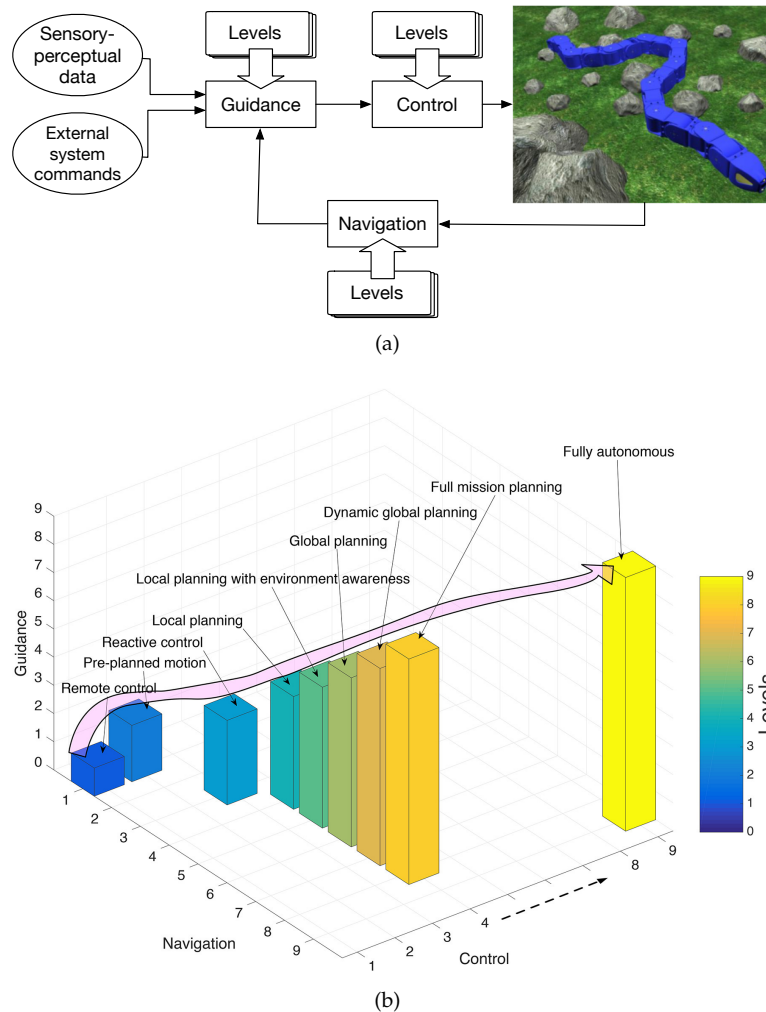 Sensory-
perceptual
data
Levels
Levels
Guidance
Control
External
system
commands
Navigation
Levels
(a)
Fully autonomous
Full mission planning
Dynamic global planning
Global planning
Local planning with environment awareness
Local planning
Reactive control
Pre-planned motion
Remote control
Guidance
9
8
7
6
5
4
3
2
1
0
1
2
3
4
5
6
7
8
9
Navigation
1
2
3
4
8
9
Control
9
8
7
6
5
4
3
2
1
0
Levels
(b)